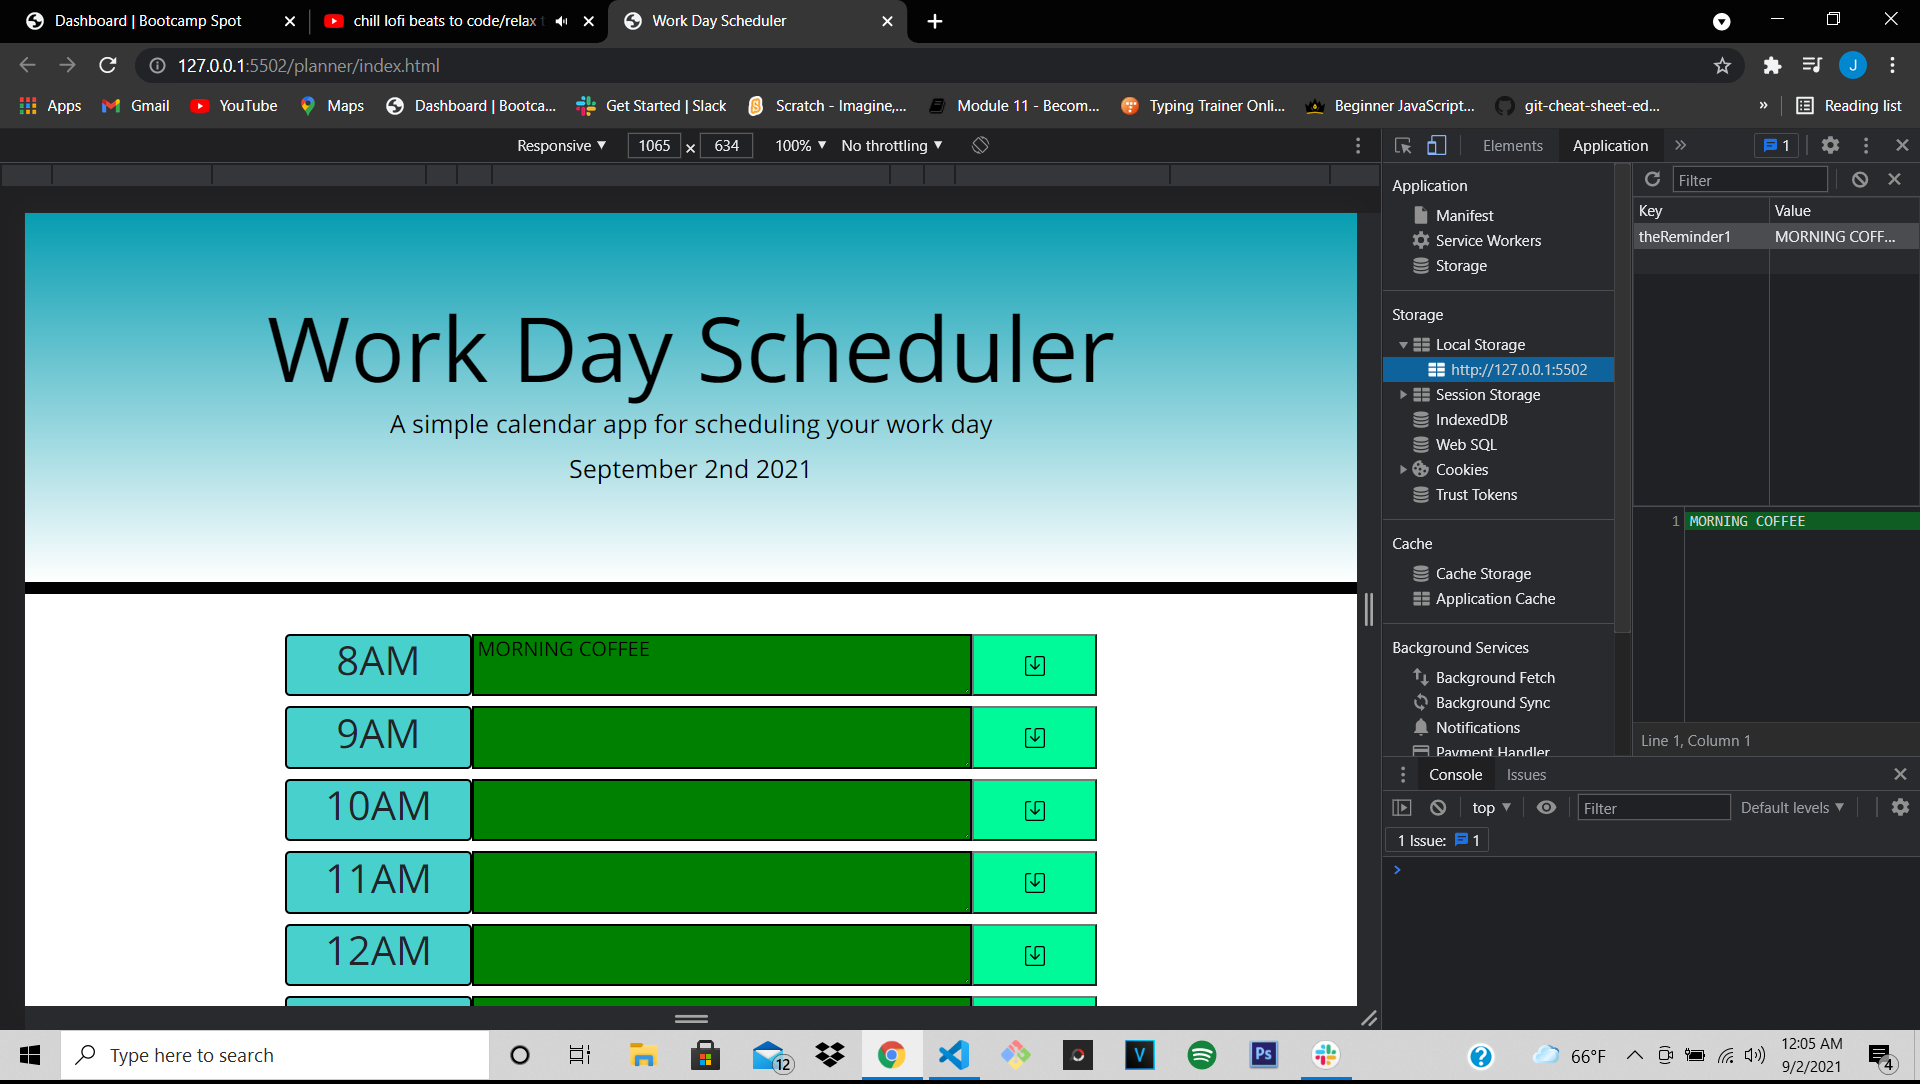 Dashboard | Bootcamp Spot
chill lofi beats to code/relax t
Work Day Scheduler
127.0.0.1:5502/planner/index.html
J
Apps
Gmail
YouTube
Maps
Dashboard | Bootca...
Get Started | Slack
Scratch - Imagine,...
Module 11 - Becom...
Typing Trainer Onli...
Beginner JavaScript...
git-cheat-sheet-ed...
»
Reading list
Responsive ▼ 1065 × 634 100% ▼ No throttling ▼
Elements
Application
»
1
Work Day Scheduler
A simple calendar app for scheduling your work day
September 2nd 2021
8AM
MORNING COFFEE
9AM
10AM
11AM
12AM
Application
Manifest
Service Workers
Storage
Storage
Local Storage
http://127.0.0.1:5502
Session Storage
IndexedDB
Web SQL
Cookies
Trust Tokens
Cache
Cache Storage
Application Cache
Background Services
Background Fetch
Background Sync
Notifications
Payment Handler
Filter
Key Value
theReminder1 MORNING COFF...
1 MORNING COFFEE
Line 1, Column 1
Console
Issues
top ▼
Filter
Default levels ▼
1 Issue: 1
Type here to search
12
V
Ps
?
66°F
12:05 AM
9/2/2021
4